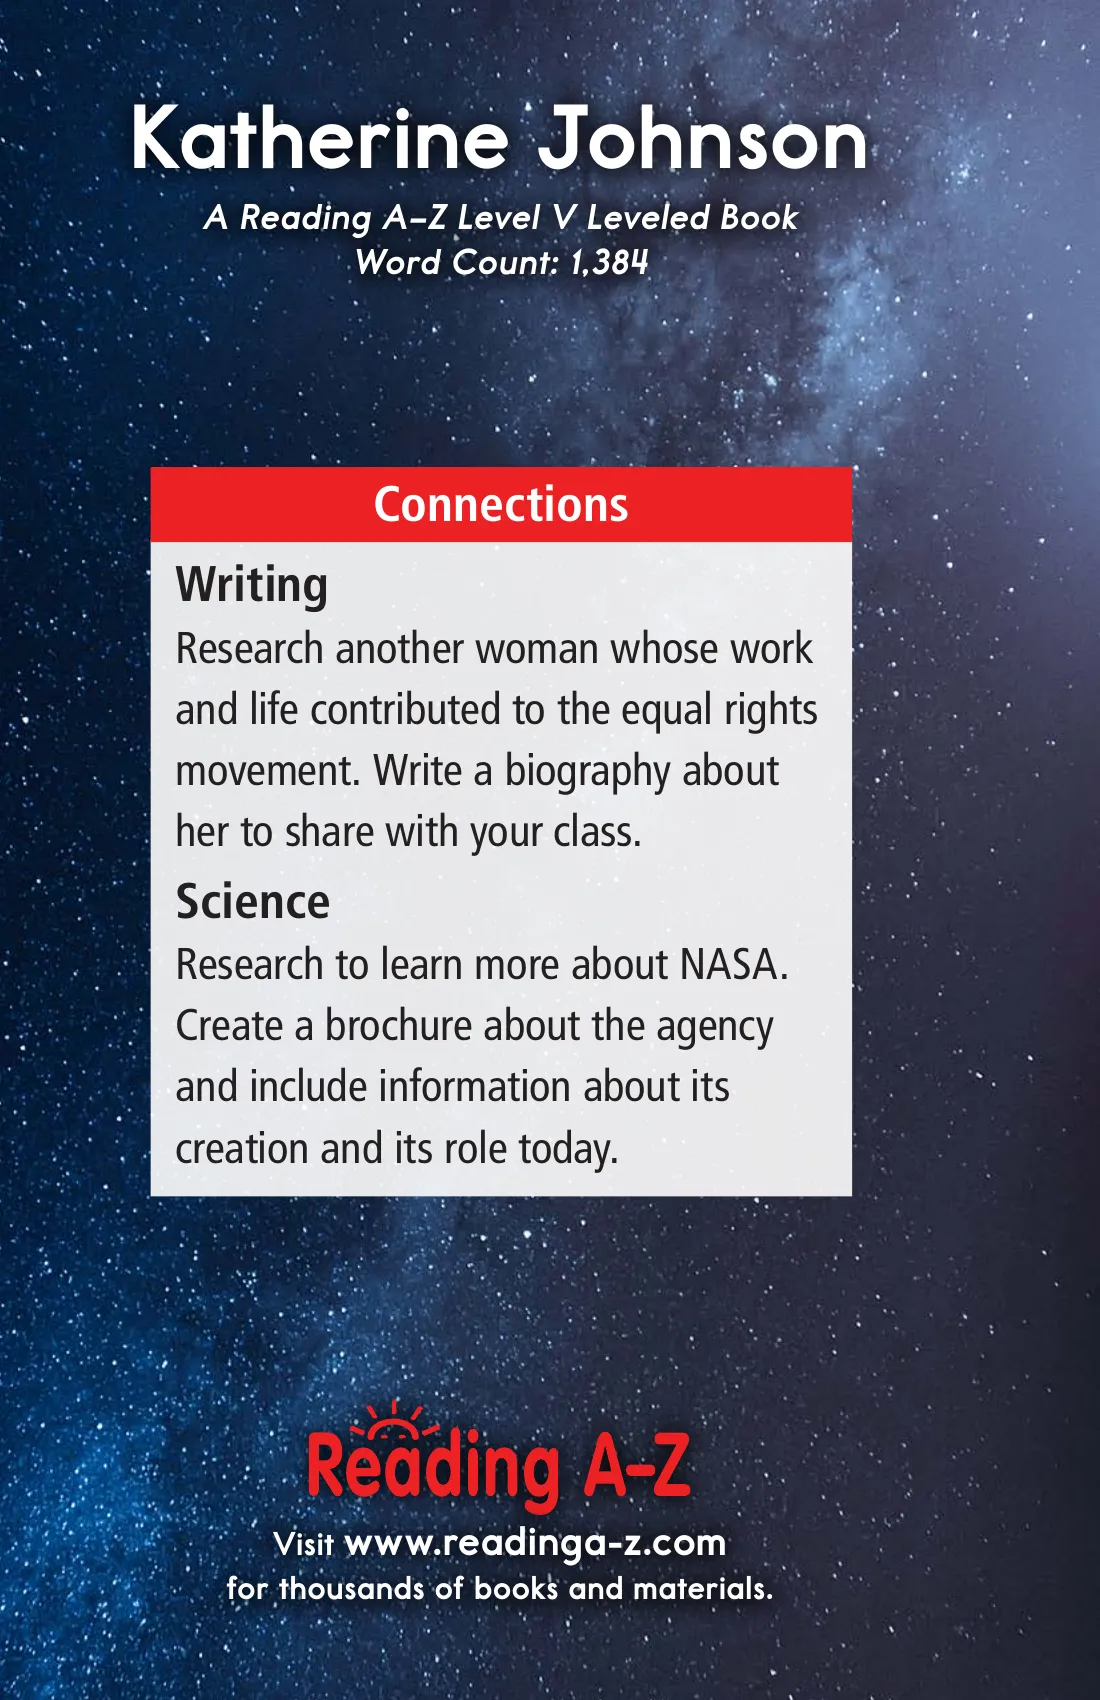 Katherine Johnson
A Reading A–Z Level V Leveled Book
Word Count: 1,384
Connections
Writing
Research another woman whose work
and life contributed to the equal rights
movement. Write a biography about
her to share with your class.
Science
Research to learn more about NASA.
Create a brochure about the agency
and include information about its
creation and its role today.
Reading A–Z
Visit www.readinga-z.com
for thousands of books and materials.